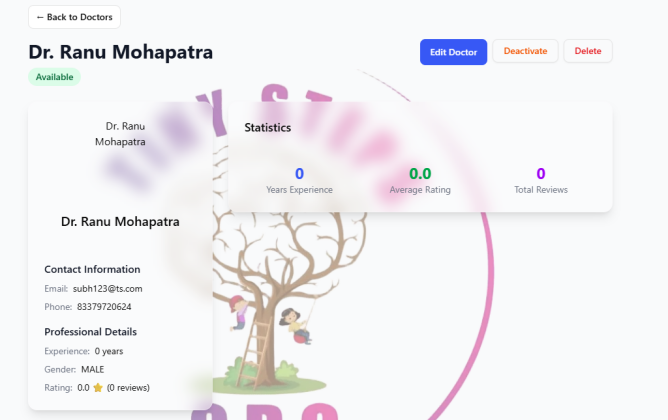 ← Back to Doctors
Dr. Ranu Mohapatra
Edit Doctor
Deactivate
Delete
Available
Dr. Ranu
Mohapatra
Dr. Ranu Mohapatra
Contact Information
Email: subh123@ts.com
Phone: 83379720624
Professional Details
Experience: 0 years
Gender: MALE
Rating: 0.0 ⭐ (0 reviews)
Statistics
0
Years Experience
0.0
Average Rating
0
Total Reviews